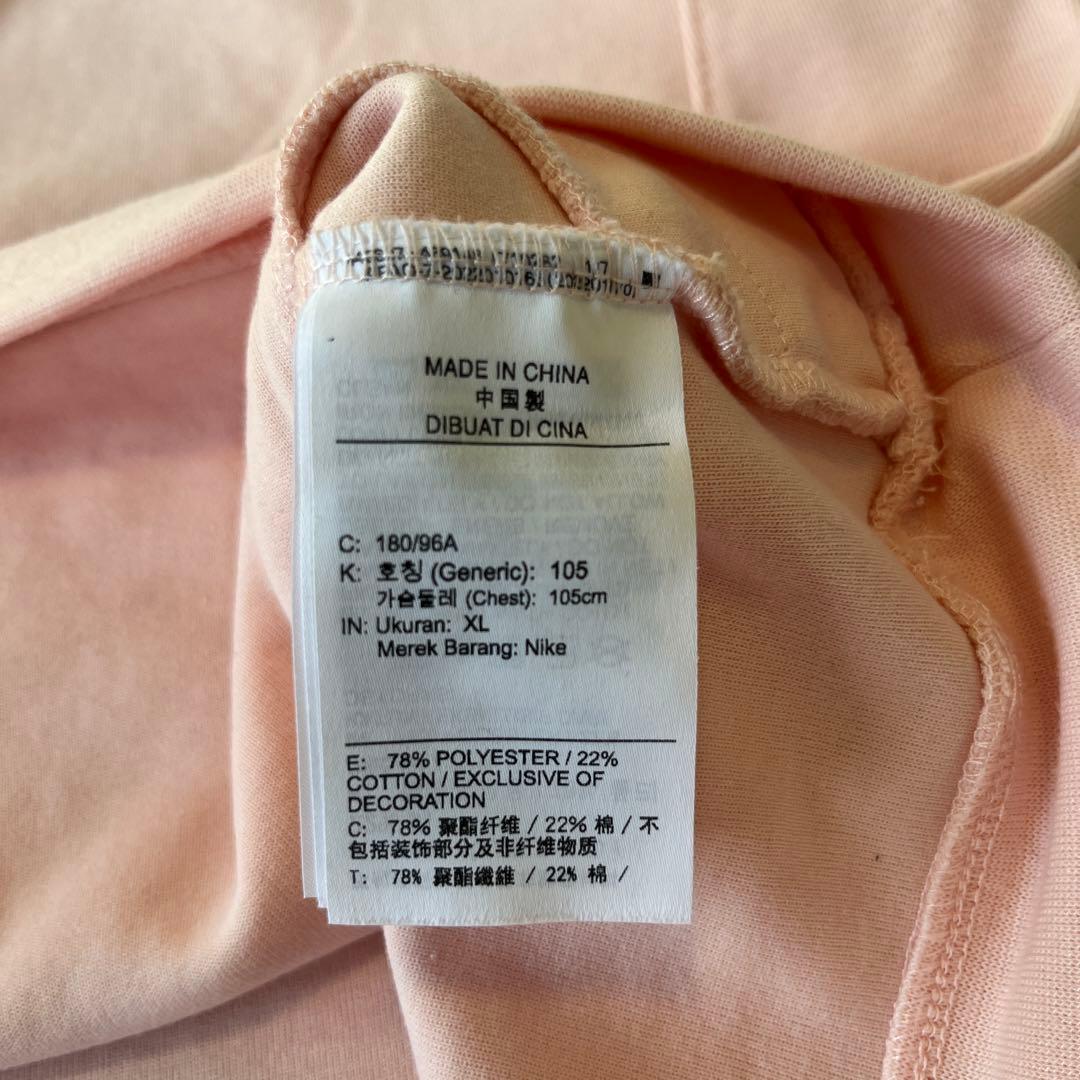 MADE IN CHINA
中国製
DIBUAT DI CINA
C: 180/96A
K: 호칭 (Generic): 105
가슴둘레 (Chest): 105cm
IN: Ukuran: XL
Merek Barang: Nike
E: 78% POLYESTER / 22%
COTTON / EXCLUSIVE OF
DECORATION
C: 78% 聚酯纤维 / 22% 棉 / 不
包括装饰部分及非纤维物质
T: 78% 聚酯纖維 / 22% 棉 /